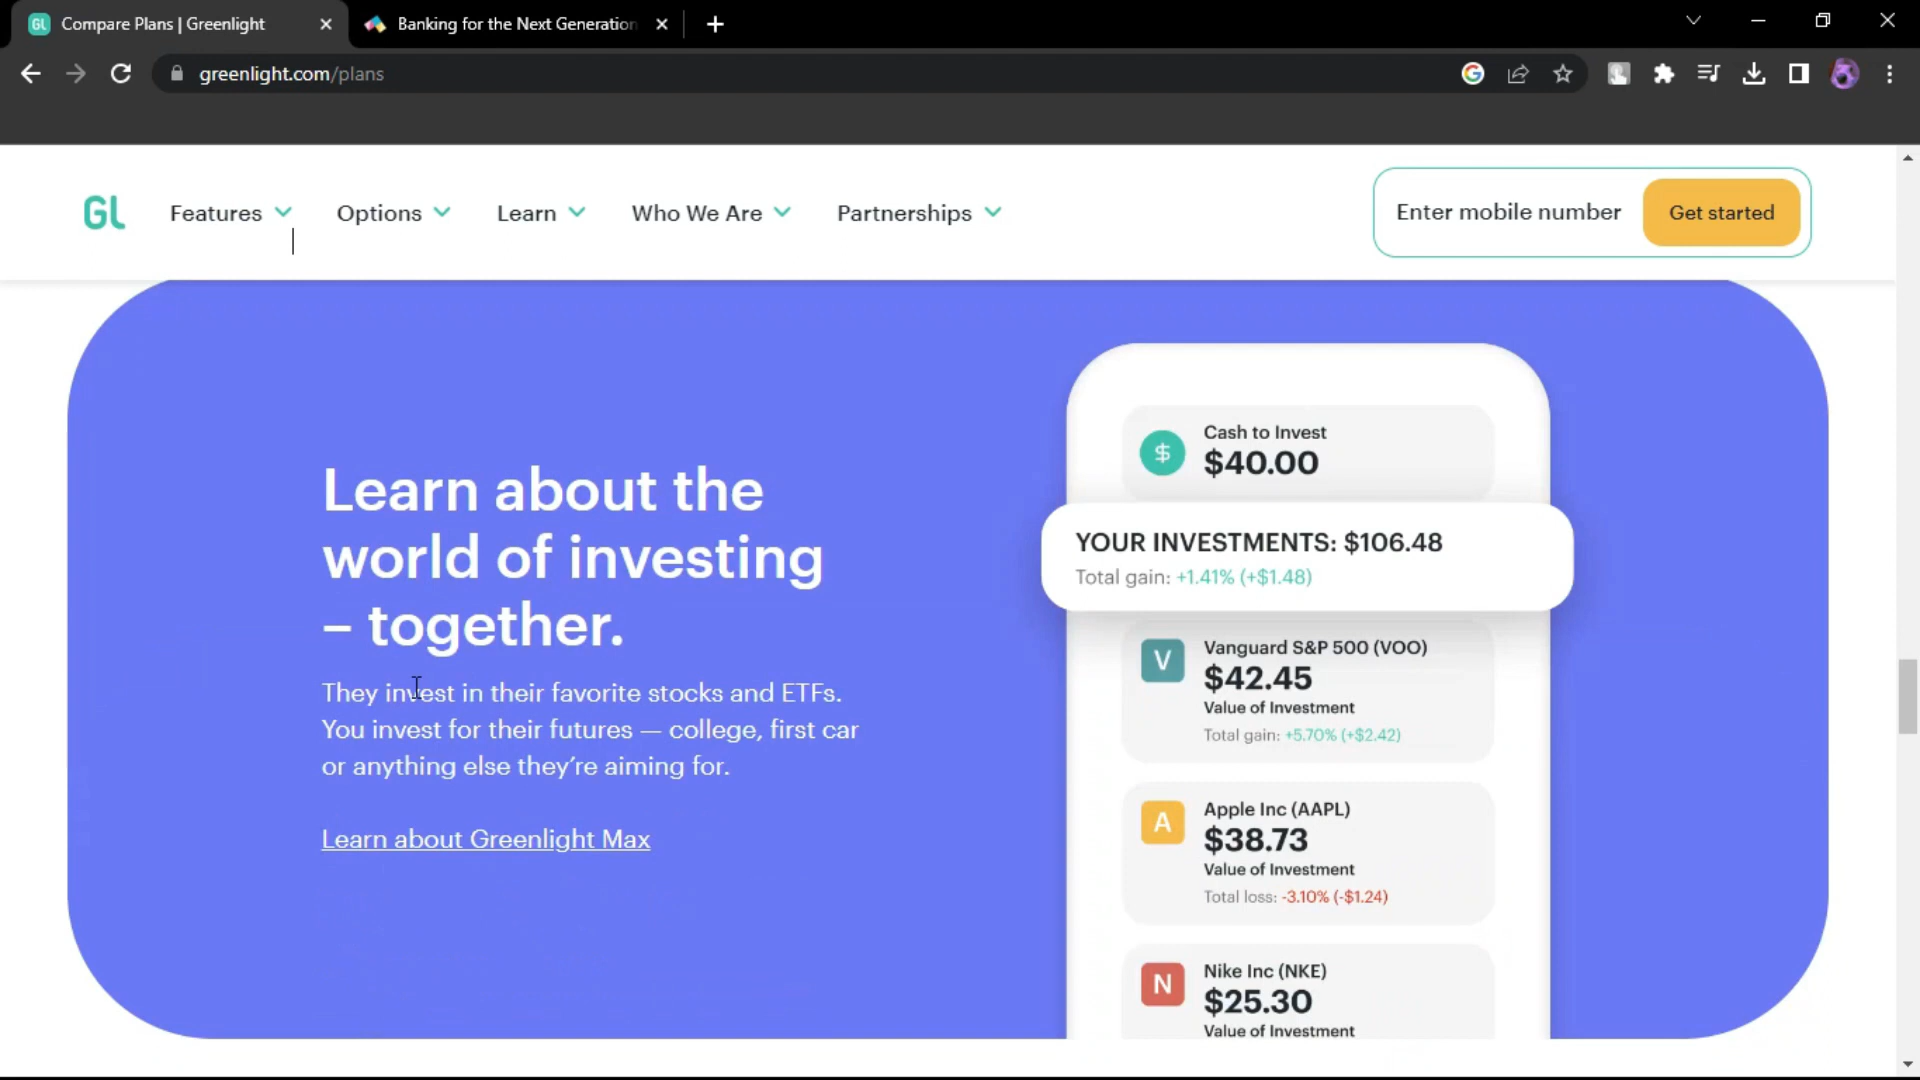 GL
Compare Plans | Greenlight
Banking for the Next Generation
greenlight.com/plans
GL
Features
Options
Learn
Who We Are
Partnerships
Enter mobile number
Get started
Learn about the
world of investing
– together.
They invest in their favorite stocks and ETFs.
You invest for their futures — college, first car
or anything else they’re aiming for.
Learn about Greenlight Max
$
Cash to Invest
$40.00
YOUR INVESTMENTS: $106.48
Total gain: +1.41% (+$1.48)
V
Vanguard S&P 500 (VOO)
$42.45
Value of Investment
Total gain: +5.70% (+$2.42)
A
Apple Inc (AAPL)
$38.73
Value of Investment
Total loss: -3.10% (-$1.24)
N
Nike Inc (NKE)
$25.30
Value of Investment